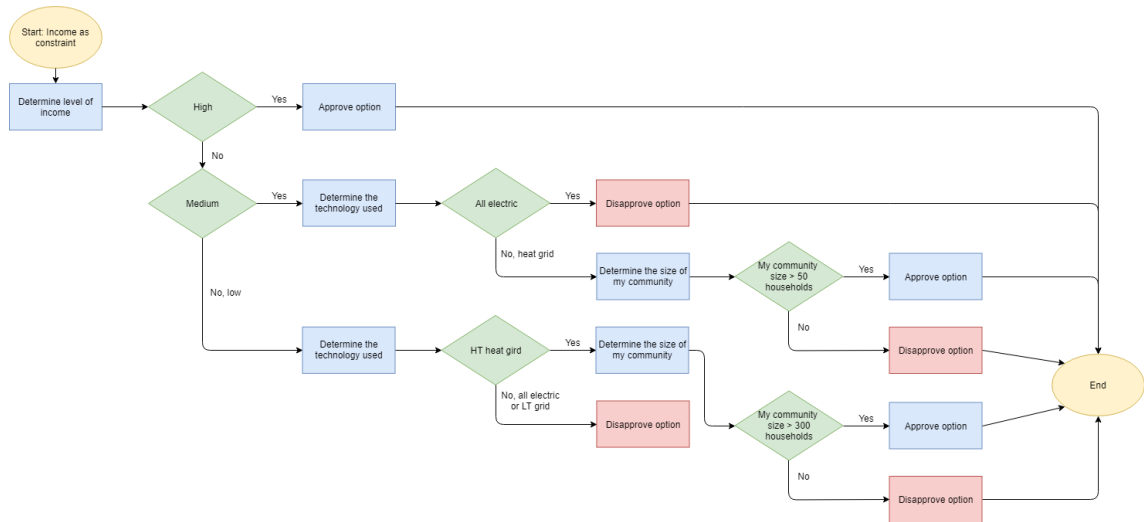 Start: Income as
constraint
Determine level of
income
High
Yes
Approve option
No
Medium
Yes
Determine the
technology used
All electric
Yes
Disapprove option
No, heat grid
Determine the size of
my community
My community
size > 50
households
Yes
Approve option
No, low
No
Determine the
technology used
HT heat gird
Yes
Determine the size of
my community
Disapprove option
End
No, all electric
or LT grid
Disapprove option
My community
size > 300
households
Yes
Approve option
No
Disapprove option